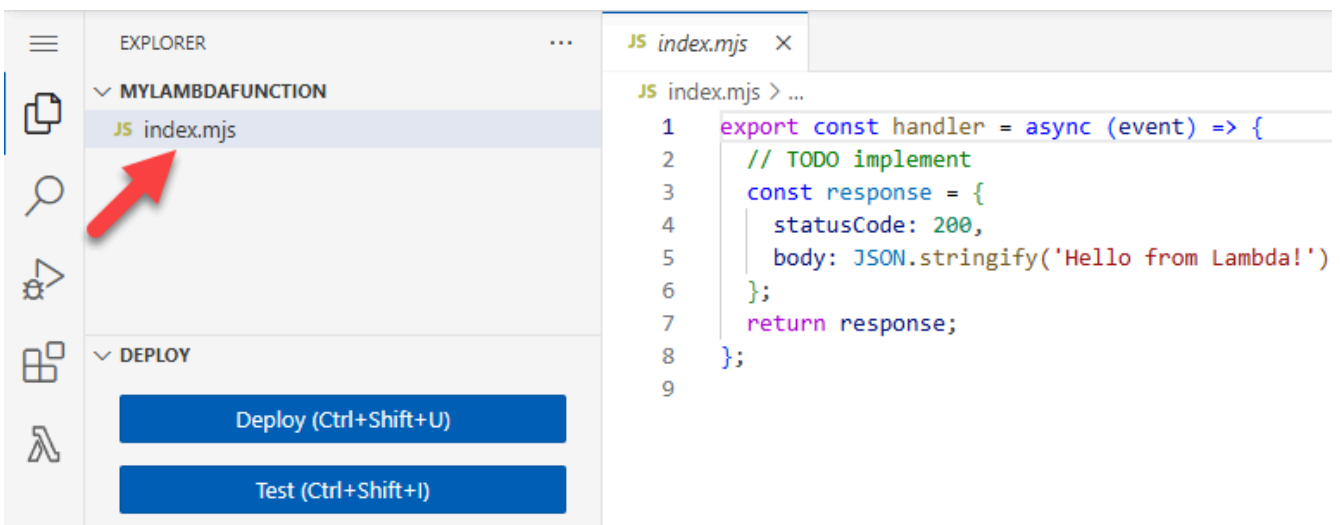 EXPLORER
...
MYLAMBDAFUNCTION
JS index.mjs
DEPLOY
Deploy (Ctrl+Shift+U)
Test (Ctrl+Shift+I)
JS index.mjs ×
JS index.mjs > ...
1 export const handler = async (event) => {
2 // TODO implement
3 const response = {
4 statusCode: 200,
5 body: JSON.stringify('Hello from Lambda!')
6 };
7 return response;
8 };
9